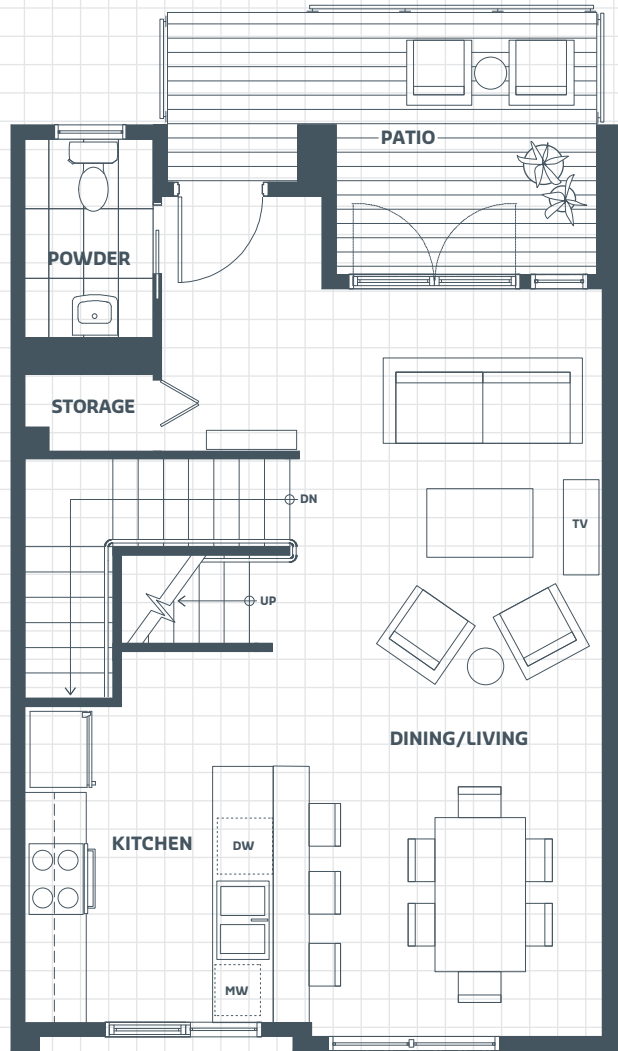 PATIO
POWDER
STORAGE
DN
TV
UP
DINING/LIVING
KITCHEN
DW
MW